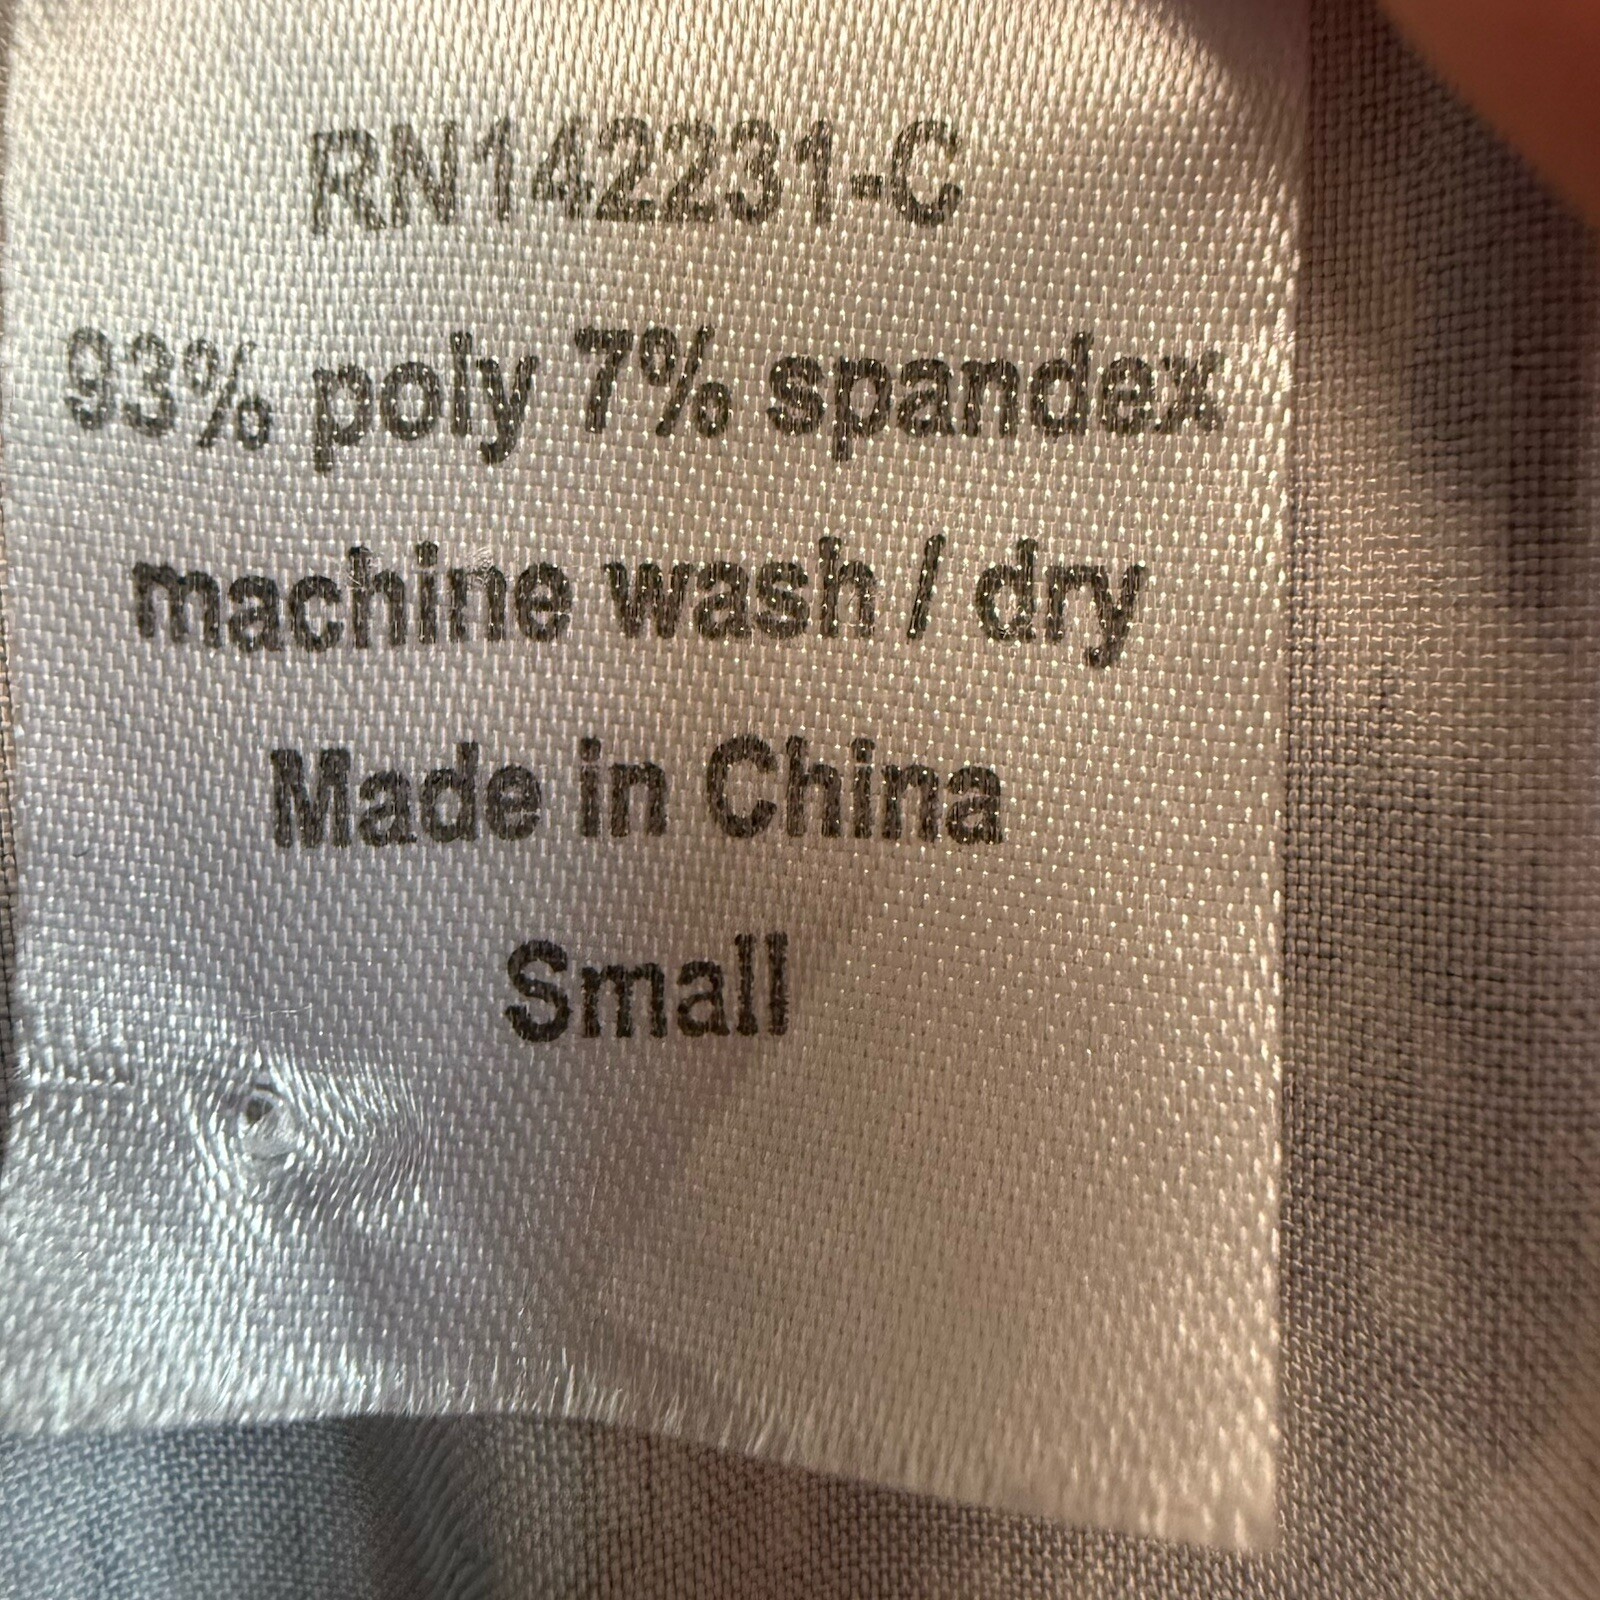 RN142231-C
93% poly 7% spandex
machine wash / dry
Made in China
Small